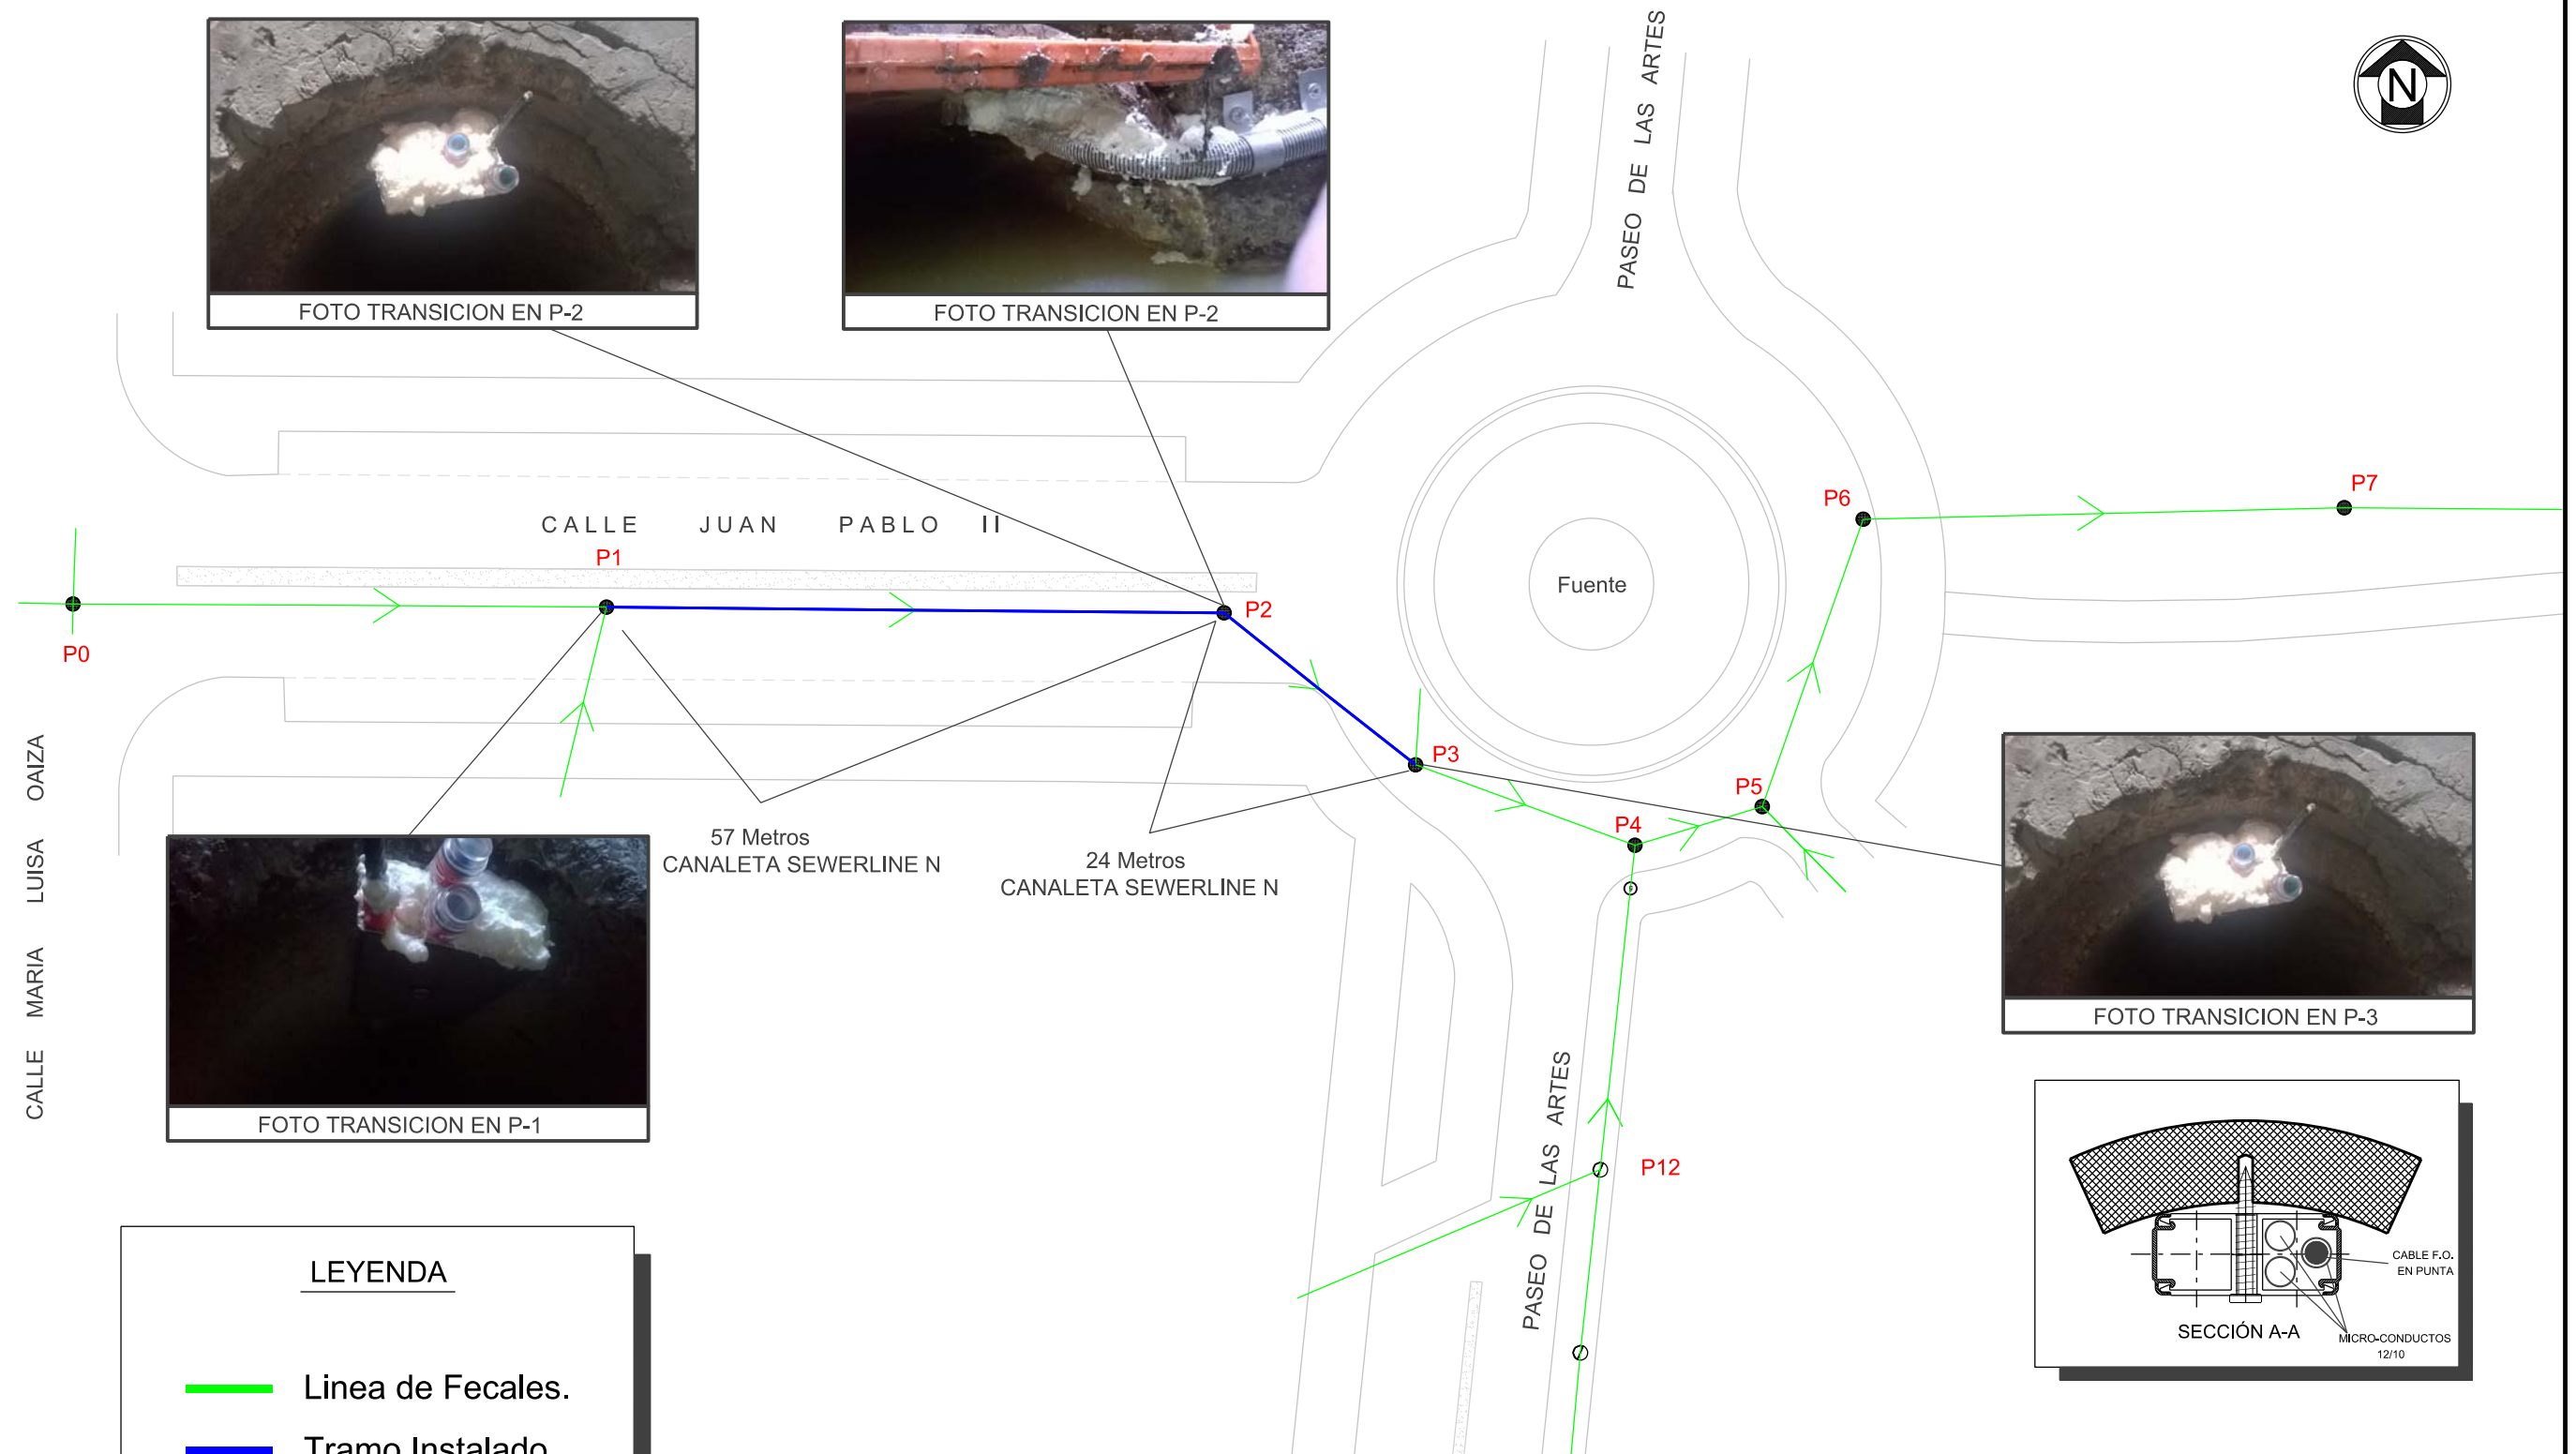 PASEO DE LAS ARTES
N
FOTO TRANSICION EN P-2
FOTO TRANSICION EN P-2
CALLE JUAN PABLO II
P0
P1
P2
P3
P4
P5
P6
P7
Fuente
57 Metros
CANALETA SEWERLINE N
24 Metros
CANALETA SEWERLINE N
CALLE MARIA LUISA OAIZA
FOTO TRANSICION EN P-1
FOTO TRANSICION EN P-3
P12
PASEO DE LAS ARTES
CABLE F.O.
EN PUNTA
SECCIÓN A-A
MICRO-CONDUCTOS
12/10
LEYENDA
Linea de Fecales.
Tramo Instalado